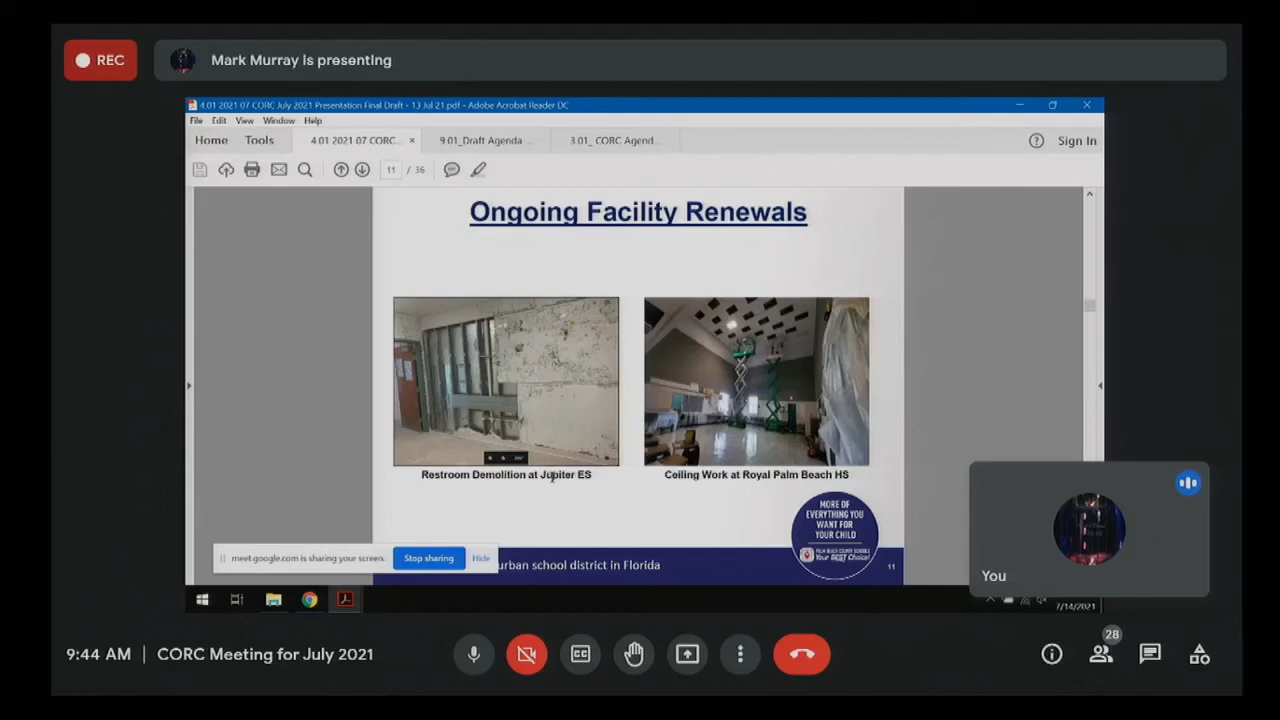 REC
Mark Murray is presenting
4.01 2021 07 CORC July 2021 Presentation Final Draft - 13 Jul 21.pdf - Adobe Acrobat Reader DC
File Edit View Window Help
Home Tools 4.01 2021 07 CORC... × 9.01_Draft Agenda ... 3.01_ CORC Agend... Sign In
11 / 36
Ongoing Facility Renewals
Restroom Demolition at Jupiter ES
Ceiling Work at Royal Palm Beach HS
MORE OF
EVERYTHING YOU
WANT FOR
YOUR CHILD
PALM BEACH COUNTY SCHOOLS
Your BEST Choice!
meet.google.com is sharing your screen. Stop sharing Hide
urban school district in Florida
11
You
7/14/2021
9:44 AM | CORC Meeting for July 2021
28